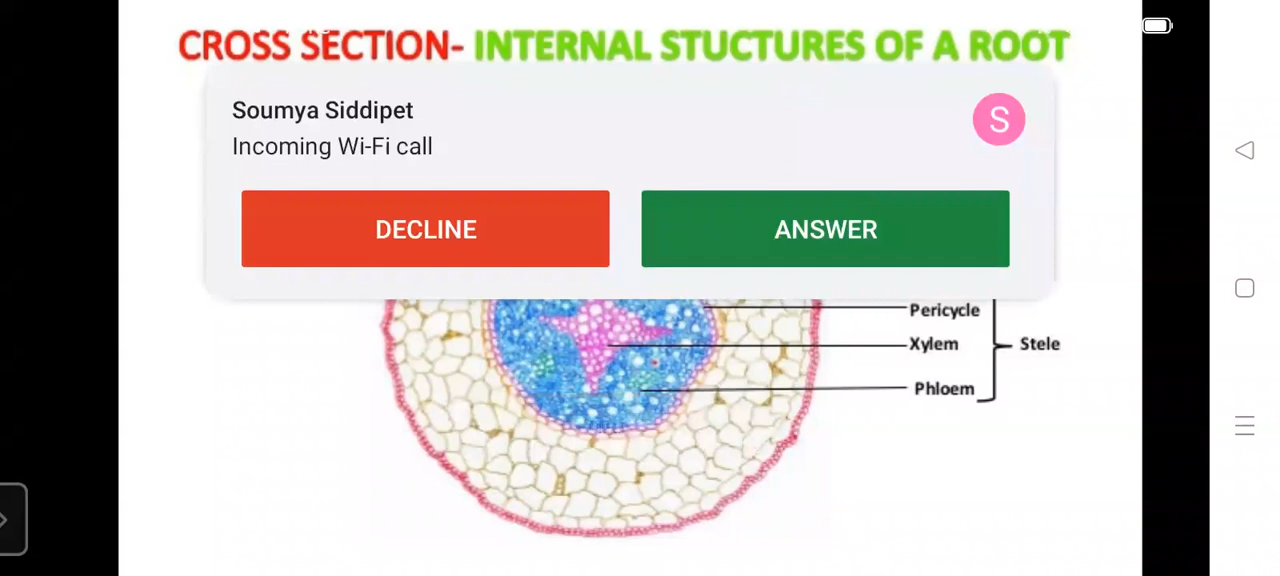 CROSS SECTION- INTERNAL STUCTURES OF A ROOT
Soumya Siddipet
S
Incoming Wi-Fi call
DECLINE
ANSWER
Pericycle
Xylem
Stele
Phloem